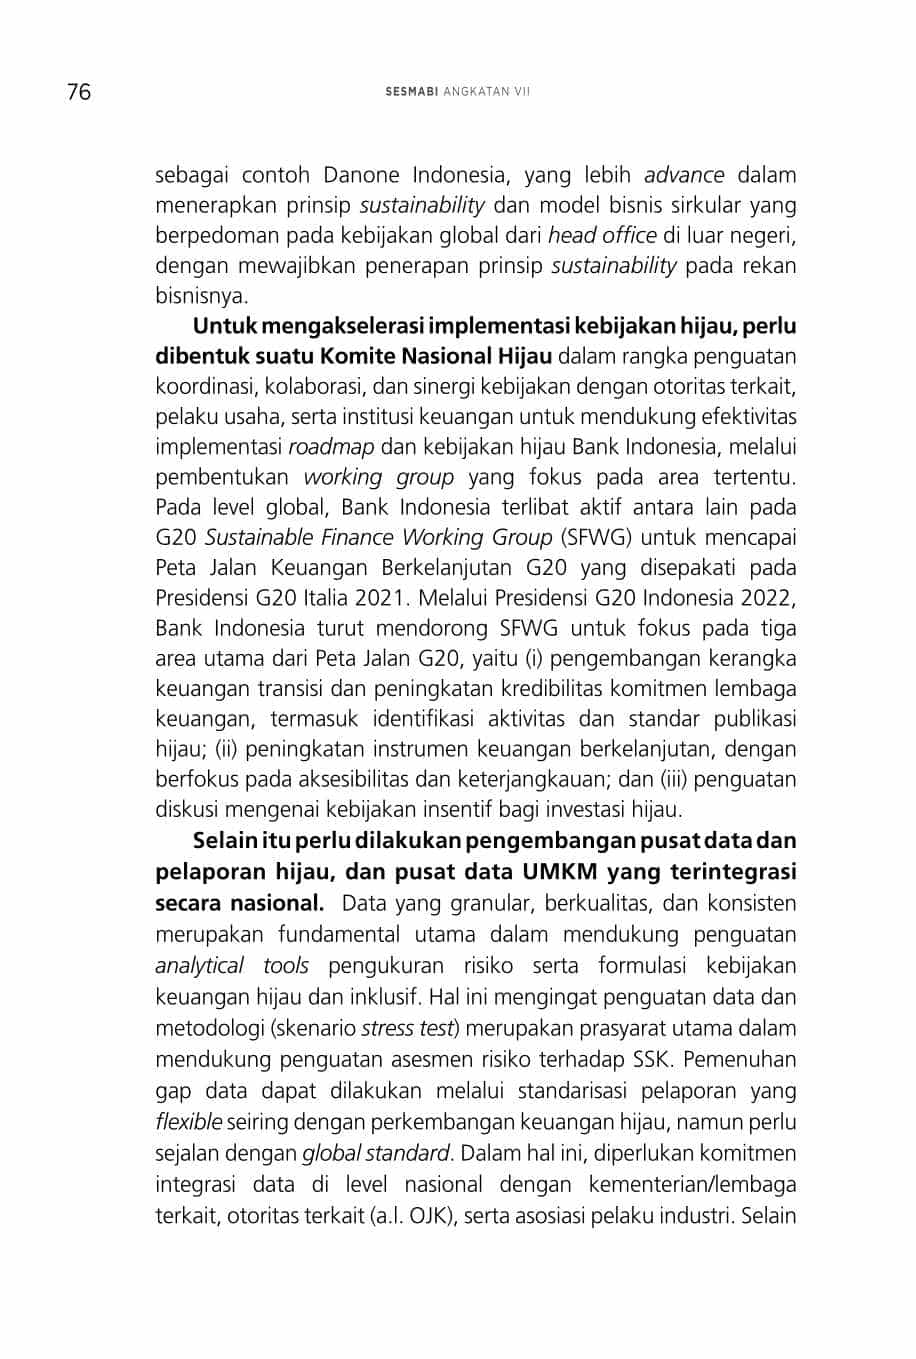 76
SESMABI ANGKATAN VII
sebagai contoh Danone Indonesia, yang lebih advance dalam
menerapkan prinsip sustainability dan model bisnis sirkular yang
berpedoman pada kebijakan global dari head office di luar negeri,
dengan mewajibkan penerapan prinsip sustainability pada rekan
bisnisnya.
Untuk mengakselerasi implementasi kebijakan hijau, perlu
dibentuk suatu Komite Nasional Hijau dalam rangka penguatan
koordinasi, kolaborasi, dan sinergi kebijakan dengan otoritas terkait,
pelaku usaha, serta institusi keuangan untuk mendukung efektivitas
implementasi roadmap dan kebijakan hijau Bank Indonesia, melalui
pembentukan working group yang fokus pada area tertentu.
Pada level global, Bank Indonesia terlibat aktif antara lain pada
G20 Sustainable Finance Working Group (SFWG) untuk mencapai
Peta Jalan Keuangan Berkelanjutan G20 yang disepakati pada
Presidensi G20 Italia 2021. Melalui Presidensi G20 Indonesia 2022,
Bank Indonesia turut mendorong SFWG untuk fokus pada tiga
area utama dari Peta Jalan G20, yaitu (i) pengembangan kerangka
keuangan transisi dan peningkatan kredibilitas komitmen lembaga
keuangan, termasuk identifikasi aktivitas dan standar publikasi
hijau; (ii) peningkatan instrumen keuangan berkelanjutan, dengan
berfokus pada aksesibilitas dan keterjangkauan; dan (iii) penguatan
diskusi mengenai kebijakan insentif bagi investasi hijau.
Selain itu perlu dilakukan pengembangan pusat data dan
pelaporan hijau, dan pusat data UMKM yang terintegrasi
secara nasional. Data yang granular, berkualitas, dan konsisten
merupakan fundamental utama dalam mendukung penguatan
analytical tools pengukuran risiko serta formulasi kebijakan
keuangan hijau dan inklusif. Hal ini mengingat penguatan data dan
metodologi (skenario stress test) merupakan prasyarat utama dalam
mendukung penguatan asesmen risiko terhadap SSK. Pemenuhan
gap data dapat dilakukan melalui standarisasi pelaporan yang
flexible seiring dengan perkembangan keuangan hijau, namun perlu
sejalan dengan global standard. Dalam hal ini, diperlukan komitmen
integrasi data di level nasional dengan kementerian/lembaga
terkait, otoritas terkait (a.l. OJK), serta asosiasi pelaku industri. Selain